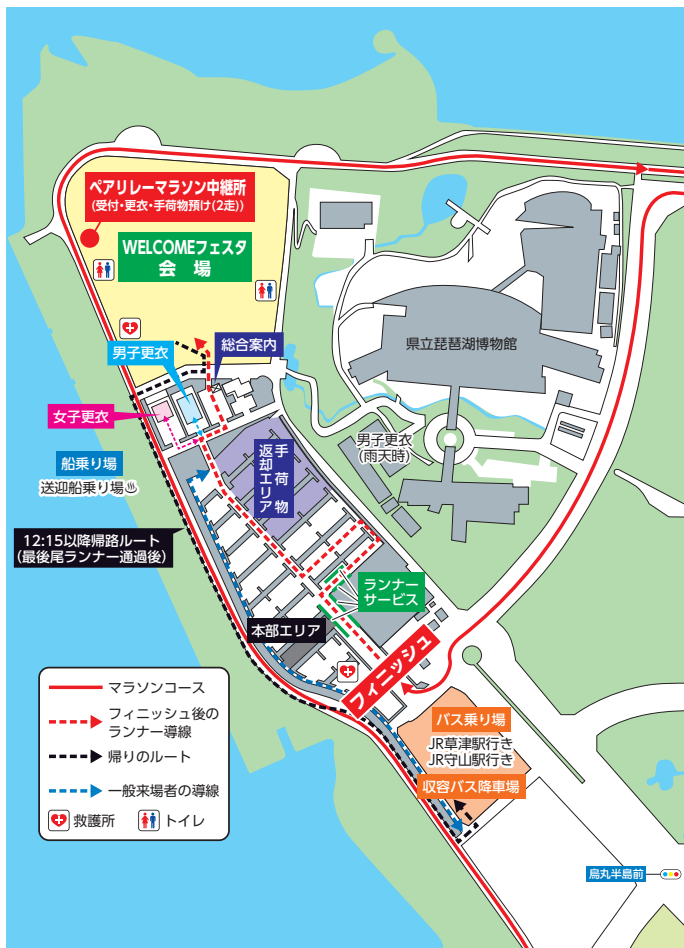 ペアリレーマラソン中継所
(受付・更衣・手荷物預け(2走))
WELCOMEフェスタ
会 場
男子更衣
総合案内
県立琵琶湖博物館
女子更衣
船乗り場
送迎船乗り場♨
手荷物
返却エリア
男子更衣
(雨天時)
12:15以降帰路ルート
(最後尾ランナー通過後)
ランナー
サービス
本部エリア
フィニッシュ
マラソンコース
フィニッシュ後の
ランナー導線
帰りのルート
一般来場者の導線
救護所
トイレ
バス乗り場
JR草津駅行き
JR守山駅行き
収容バス降車場
烏丸半島前